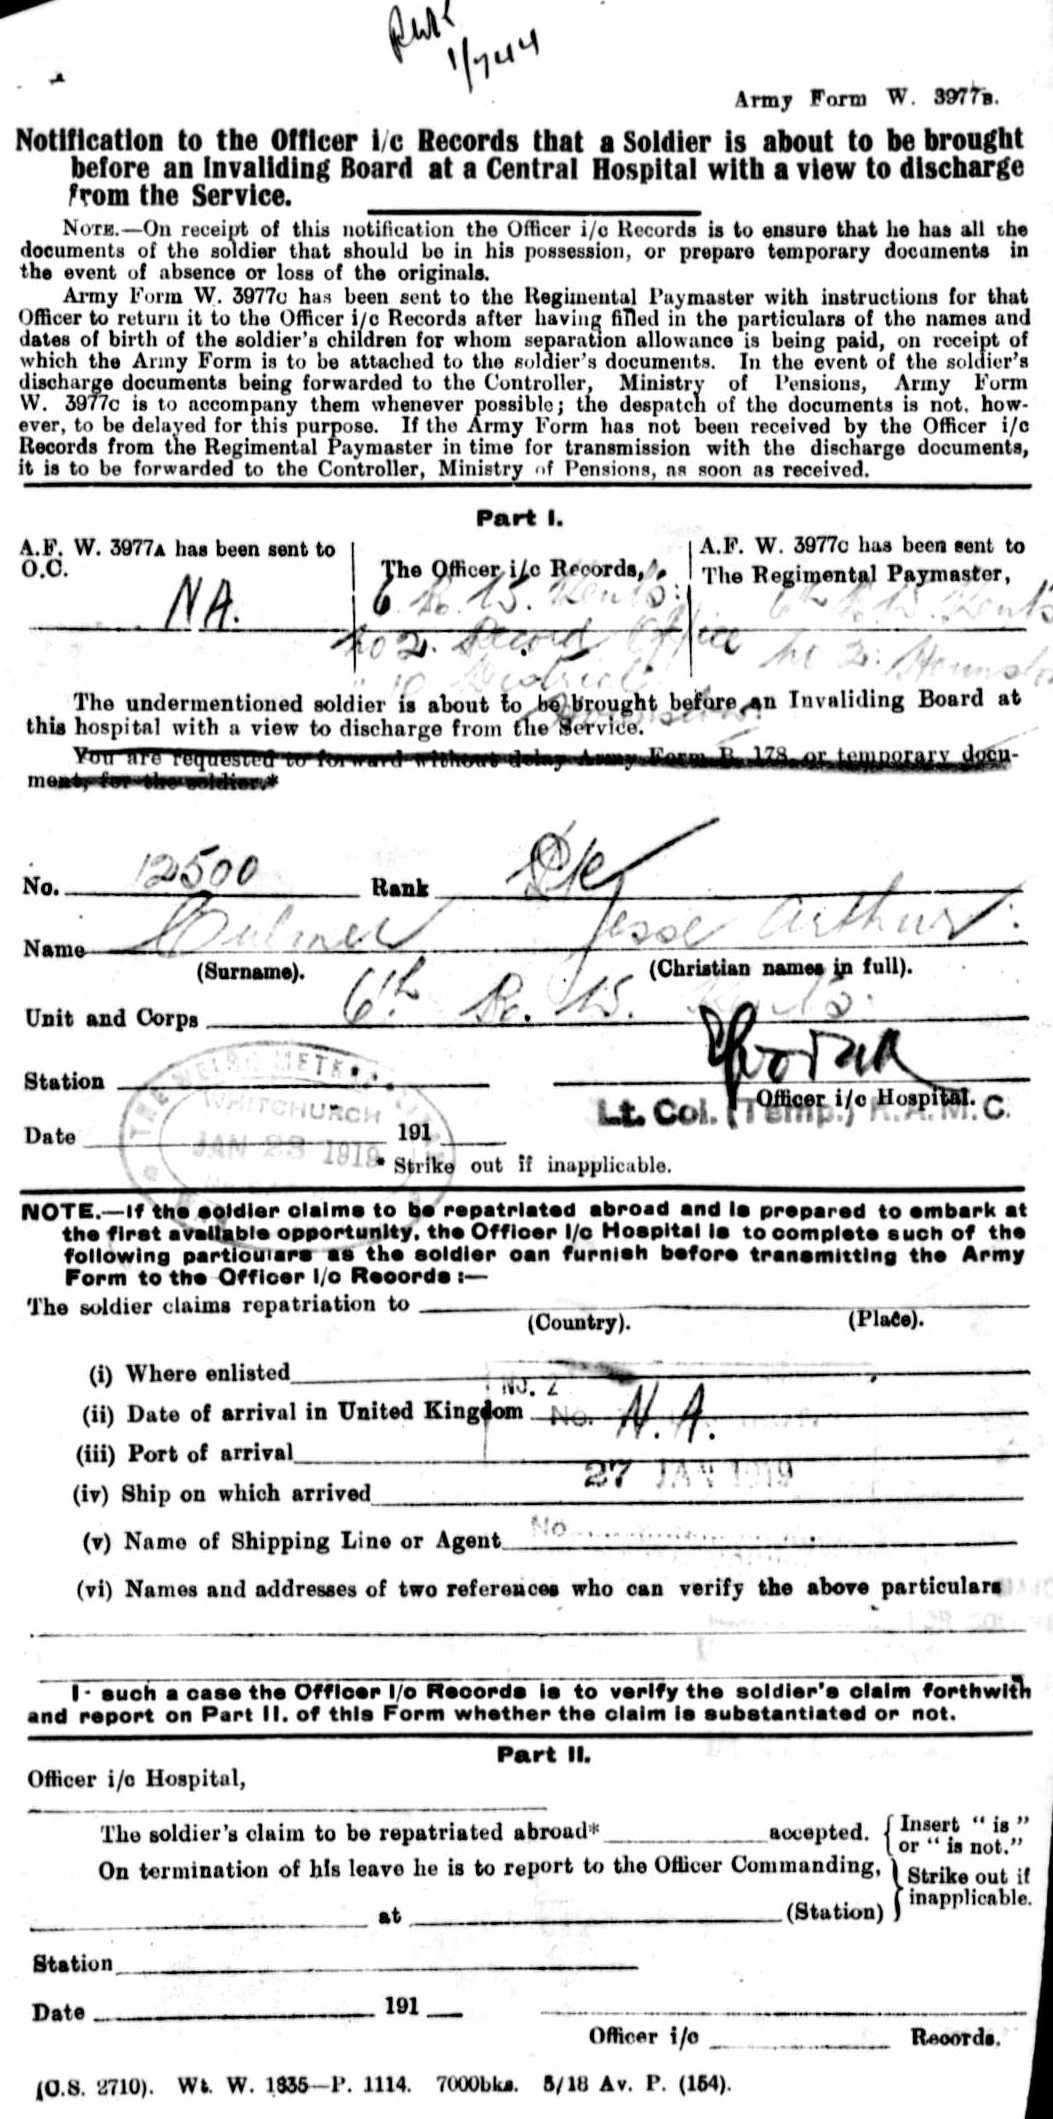 RWK
1/744
Army Form W. 3977B.
Notification to the Officer i/c Records that a Soldier is about to be brought
before an Invaliding Board at a Central Hospital with a view to discharge
from the Service.
NOTE.—On receipt of this notification the Officer i/c Records is to ensure that he has all the
documents of the soldier that should be in his possession, or prepare temporary documents in
the event of absence or loss of the originals.
Army Form W. 3977C has been sent to the Regimental Paymaster with instructions for that
Officer to return it to the Officer i/c Records after having filled in the particulars of the names and
dates of birth of the soldier's children for whom separation allowance is being paid, on receipt of
which the Army Form is to be attached to the soldier's documents. In the event of the soldier's
discharge documents being forwarded to the Controller, Ministry of Pensions, Army Form
W. 3977C is to accompany them whenever possible; the despatch of the documents is not, how-
ever, to be delayed for this purpose. If the Army Form has not been received by the Officer i/c
Records from the Regimental Paymaster in time for transmission with the discharge documents,
it is to be forwarded to the Controller, Ministry of Pensions, as soon as received.
Part I.
A.F. W. 3977A has been sent to
O.C.
NA.
The Officer i/c Records,
6 R. W. Kents.
No 2. Record Office
A.F. W. 3977C has been sent to
The Regimental Paymaster,
6th R. W. Kents
No 2.
The undermentioned soldier is about to be brought before an Invaliding Board at
this hospital with a view to discharge from the Service.
You are requested to forward without delay Army Form B. 178 or temporary docu-
ment, for the soldier.*
No. 12500 Rank Pte
Name Bulmer Jesse Arthur.
(Surname). (Christian names in full).
Unit and Corps 6th R. W. Kents.
Station
Officer i/c Hospital.
Lt. Col. (Temp.) R.A.M.C.
WHITCHURCH
JAN 23 1919
Date 191
* Strike out if inapplicable.
NOTE.—If the soldier claims to be repatriated abroad and is prepared to embark at
the first available opportunity, the Officer i/c Hospital is to complete such of the
following particulars as the soldier can furnish before transmitting the Army
Form to the Officer i/c Records:—
The soldier claims repatriation to
(Country). (Place).
(i) Where enlisted
No. 2
(ii) Date of arrival in United Kingdom No. N.A.
(iii) Port of arrival
27 JAN 1919
(iv) Ship on which arrived
(v) Name of Shipping Line or Agent No
(vi) Names and addresses of two references who can verify the above particulars
I such a case the Officer i/c Records is to verify the soldier's claim forthwith
and report on Part II. of this Form whether the claim is substantiated or not.
Part II.
Officer i/c Hospital,
The soldier's claim to be repatriated abroad* accepted. { Insert "is"
or "is not."
On termination of his leave he is to report to the Officer Commanding, } Strike out if
inapplicable.
at (Station)
Station
Date 191
Officer i/c Records.
(O.S. 2710). Wt. W. 1835—P. 1114. 7000bks. 5/18 Av. P. (154).